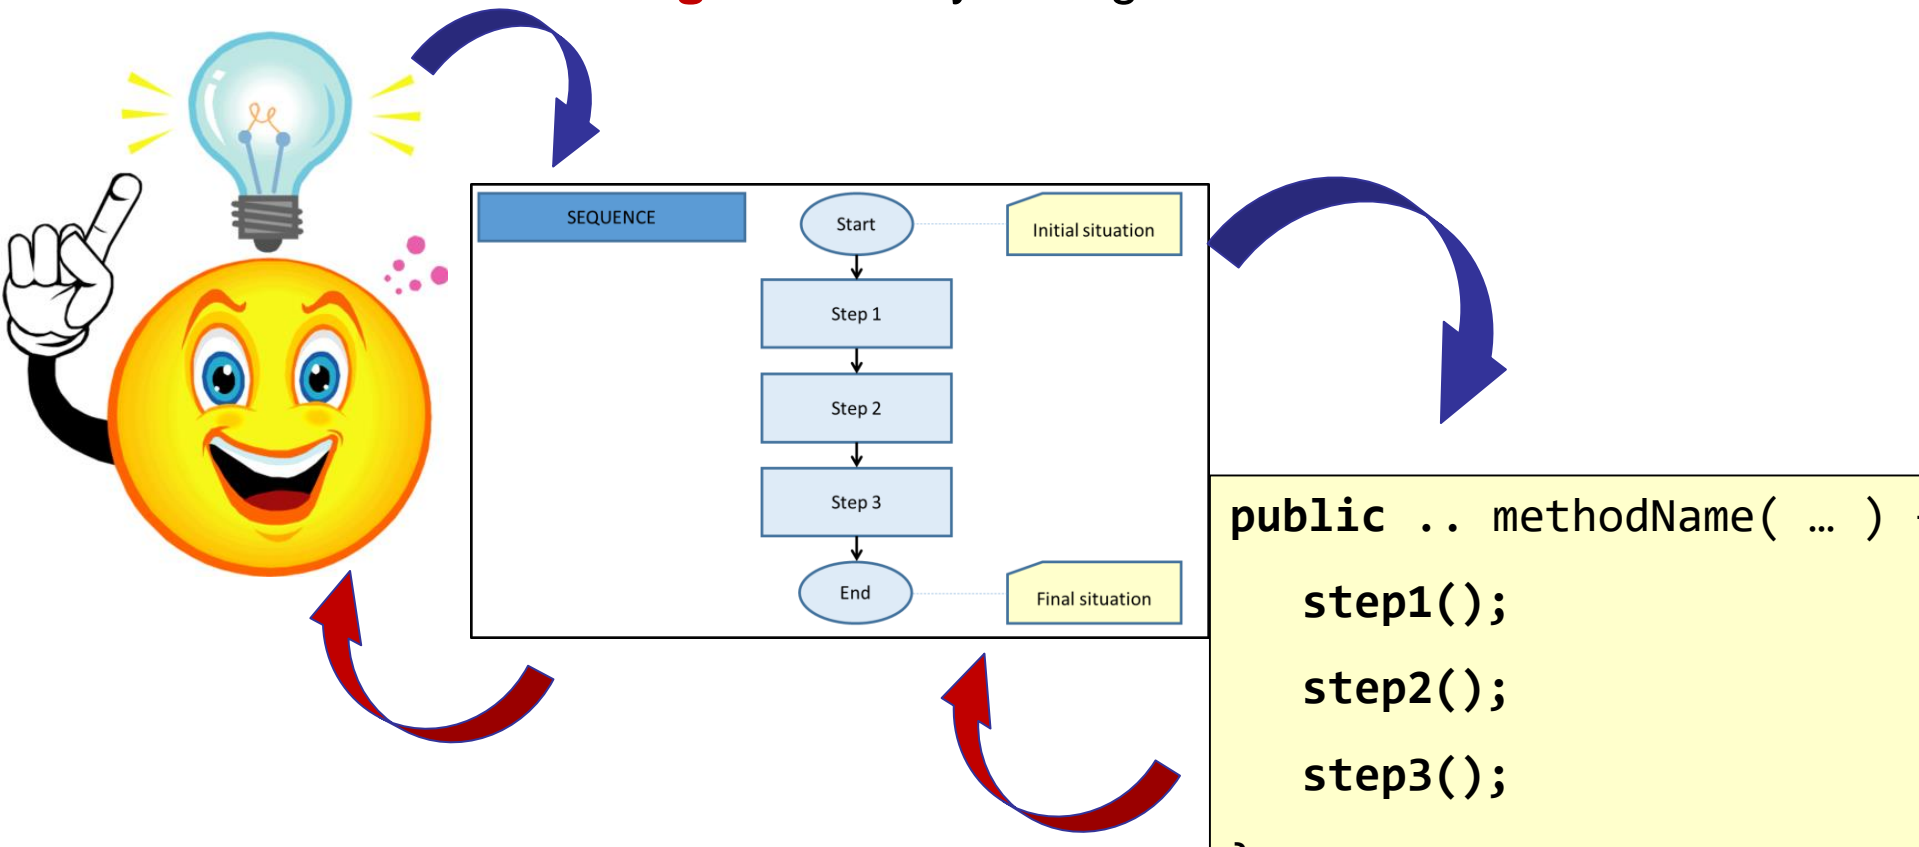 SEQUENCE
Start
Initial situation
Step 1
Step 2
Step 3
End
Final situation
public .. methodName( … )
step1();
step2();
step3();